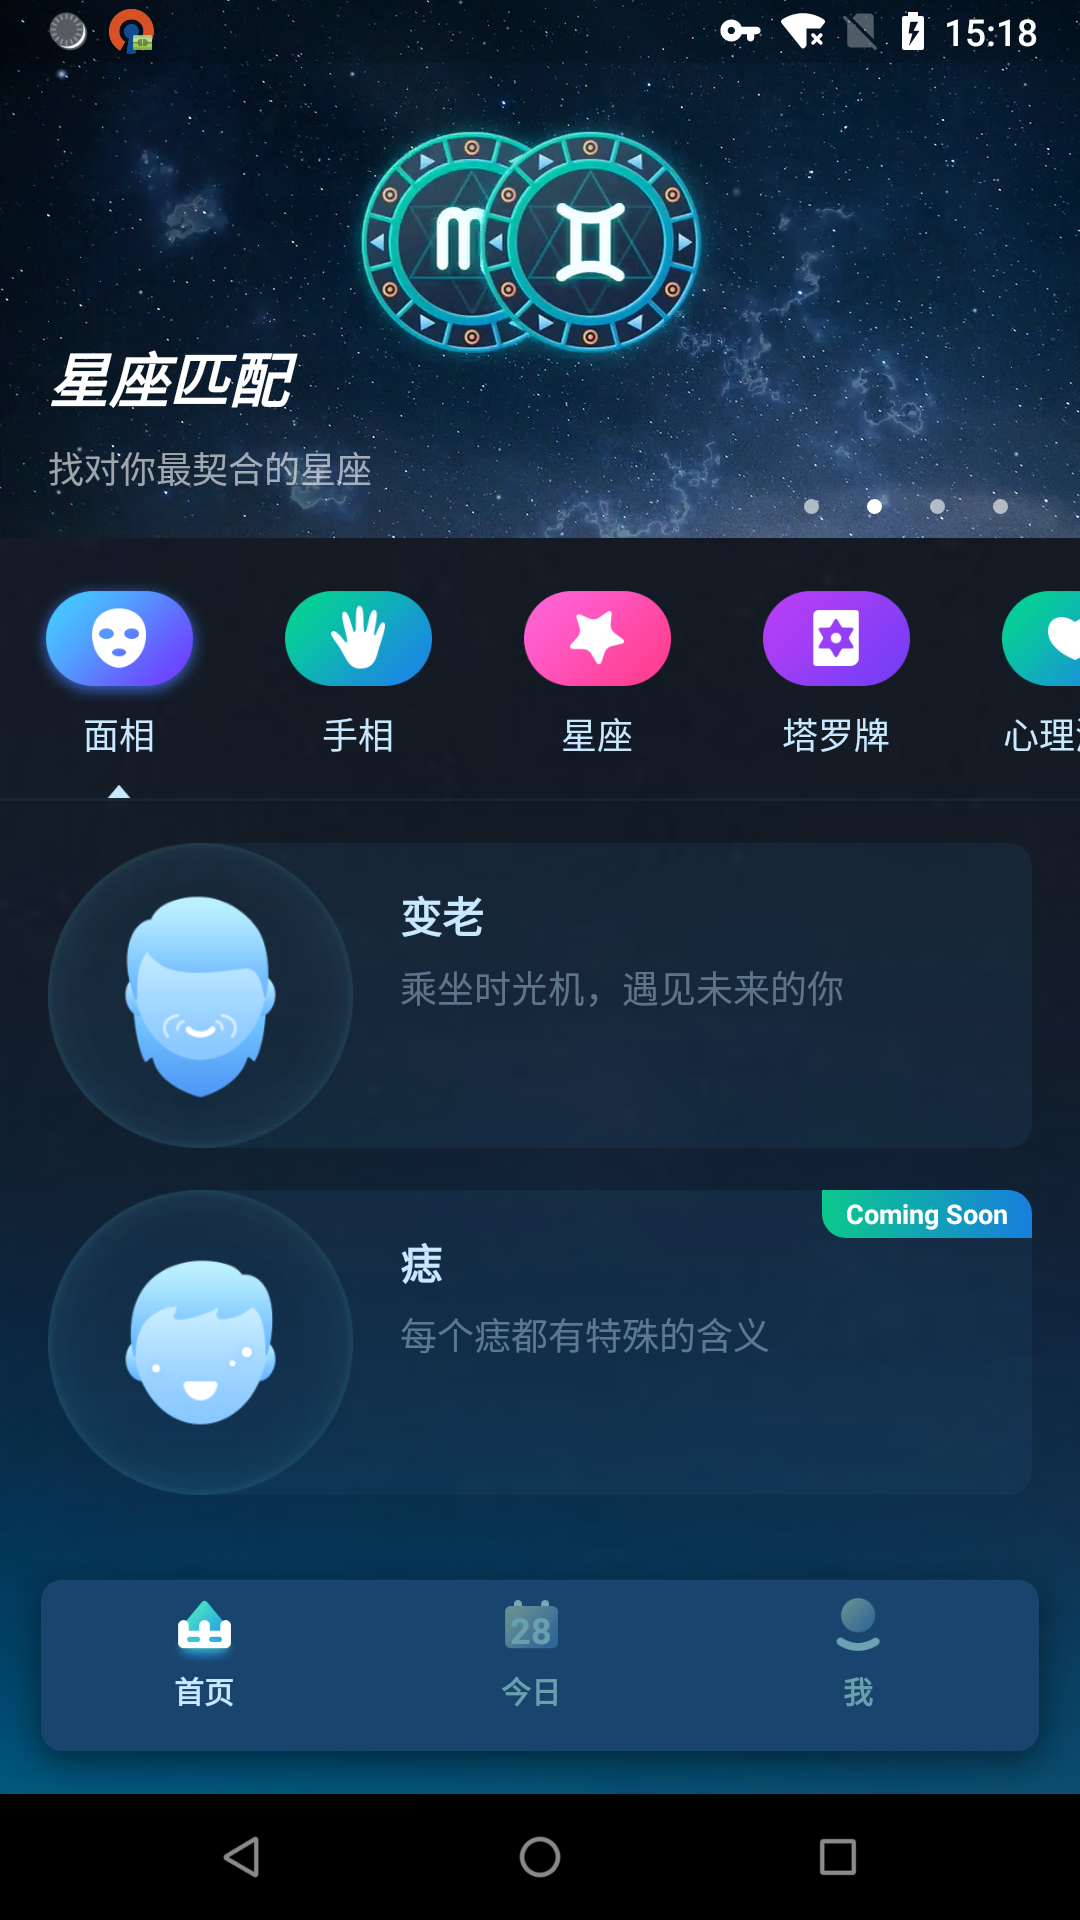 15:18
星座匹配
找对你最契合的星座
面相
手相
星座
塔罗牌
心理
变老
乘坐时光机，遇见未来的你
Coming Soon
痣
每个痣都有特殊的含义
28
首页
今日
我